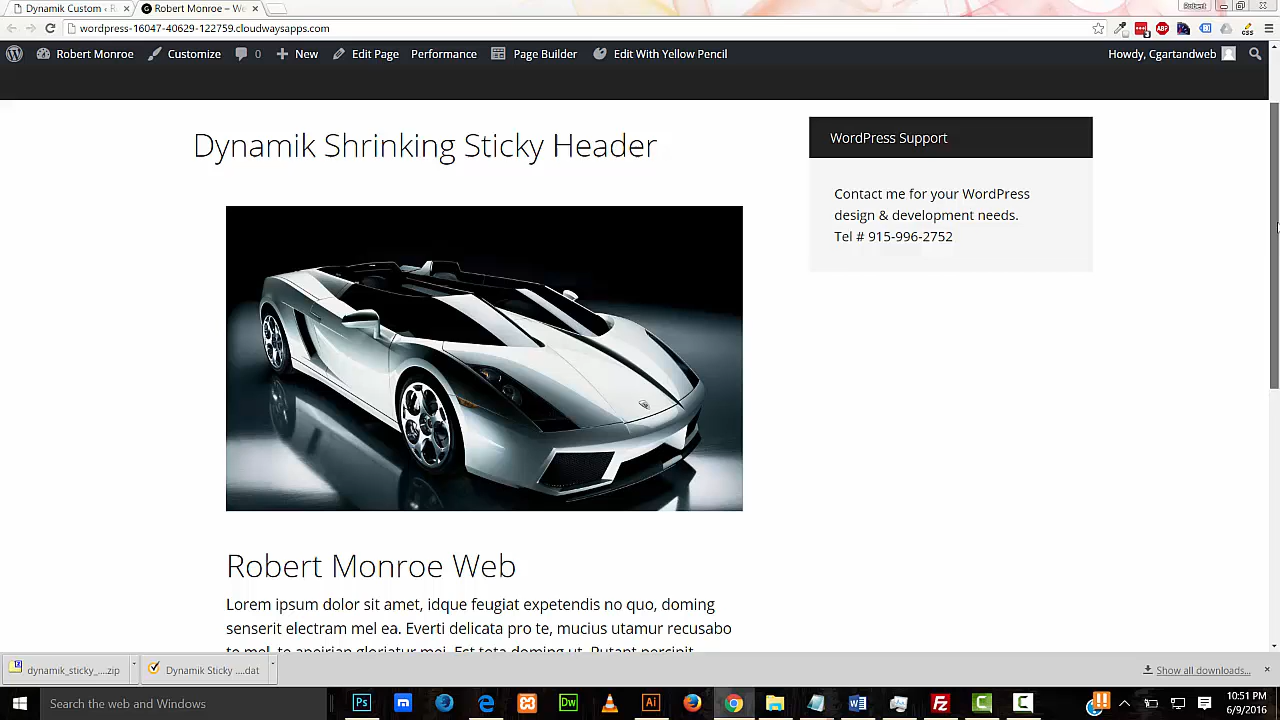 Dynamik Custom ‹ R
Robert Monroe – We
Robert
wordpress-16047-40629-122759.cloudwaysapps.com
Robert Monroe
Customize
0
New
Edit Page
Performance
Page Builder
Edit With Yellow Pencil
Howdy, Cgartandweb
Dynamik Shrinking Sticky Header
WordPress Support
Contact me for your WordPress
design & development needs.
Tel # 915-996-2752
Robert Monroe Web
Lorem ipsum dolor sit amet, idque feugiat expetendis no quo, doming
senserit electram mel ea. Everti delicata pro te, mucius utamur recusabo
dynamik_sticky_....zip
Dynamik Sticky ....dat
Show all downloads...
Search the web and Windows
10:51 PM
6/9/2016